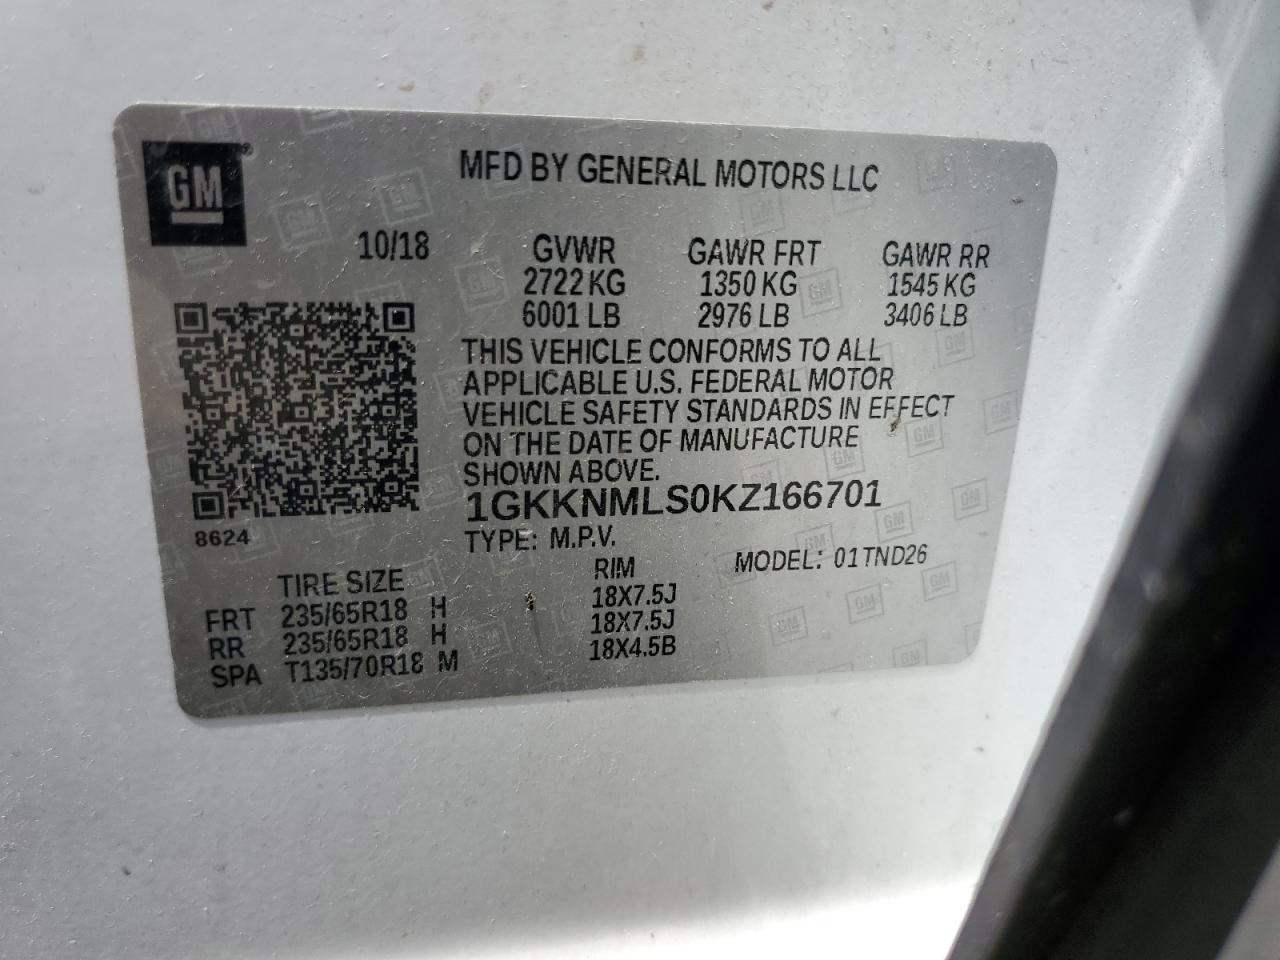 GM
MFD BY GENERAL MOTORS LLC
10/18 GVWR GAWR FRT GAWR RR
2722 KG 1350 KG 1545 KG
6001 LB 2976 LB 3406 LB
THIS VEHICLE CONFORMS TO ALL
APPLICABLE U.S. FEDERAL MOTOR
VEHICLE SAFETY STANDARDS IN EFFECT
ON THE DATE OF MANUFACTURE
SHOWN ABOVE.
1GKKNMLS0KZ166701
8624
TYPE: M.P.V. MODEL: 01TND26
TIRE SIZE RIM
FRT 235/65R18 H 18X7.5J
RR 235/65R18 H 18X7.5J
SPA T135/70R18 M 18X4.5B